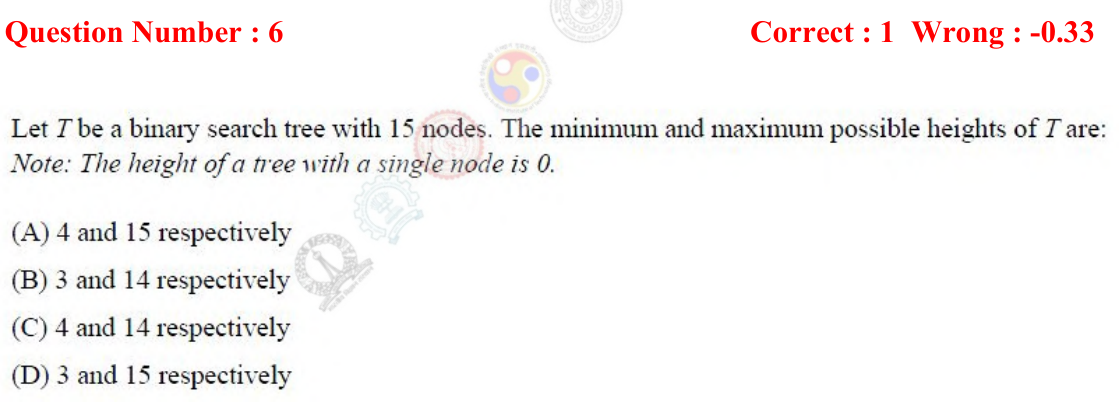 Question Number : 6 Correct : 1 Wrong : -0.33
Let T be a binary search tree with 15 nodes. The minimum and maximum possible heights of T are:
Note: The height of a tree with a single node is 0.
(A) 4 and 15 respectively
(B) 3 and 14 respectively
(C) 4 and 14 respectively
(D) 3 and 15 respectively